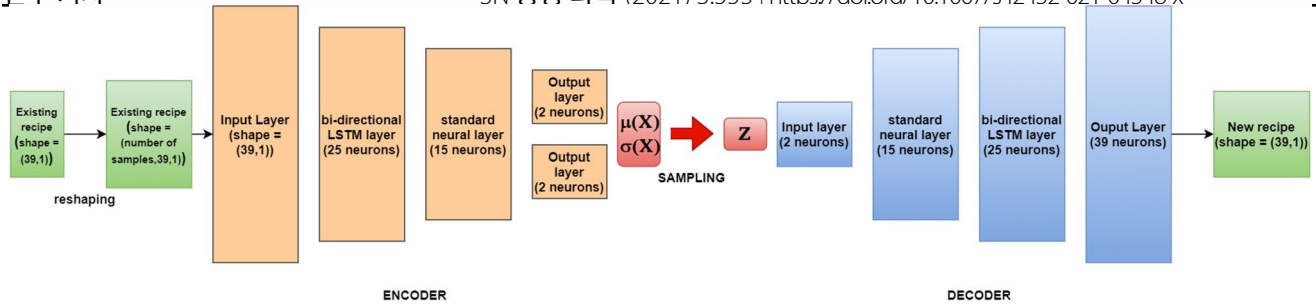 Existing
recipe
(shape =
(39,1))
reshaping
Existing recipe
(shape =
(number of
samples,39,1))
Input Layer
(shape =
(39,1))
bi-directional
LSTM layer
(25 neurons)
standard
neural layer
(15 neurons)
Output
layer
(2 neurons)
Output
layer
(2 neurons)
μ(X)
σ(X)
SAMPLING
Z
Input layer
(2 neurons)
standard
neural layer
(15 neurons)
bi-directional
LSTM layer
(25 neurons)
Ouput Layer
(39 neurons)
New recipe
(shape = (39,1))
ENCODER
DECODER